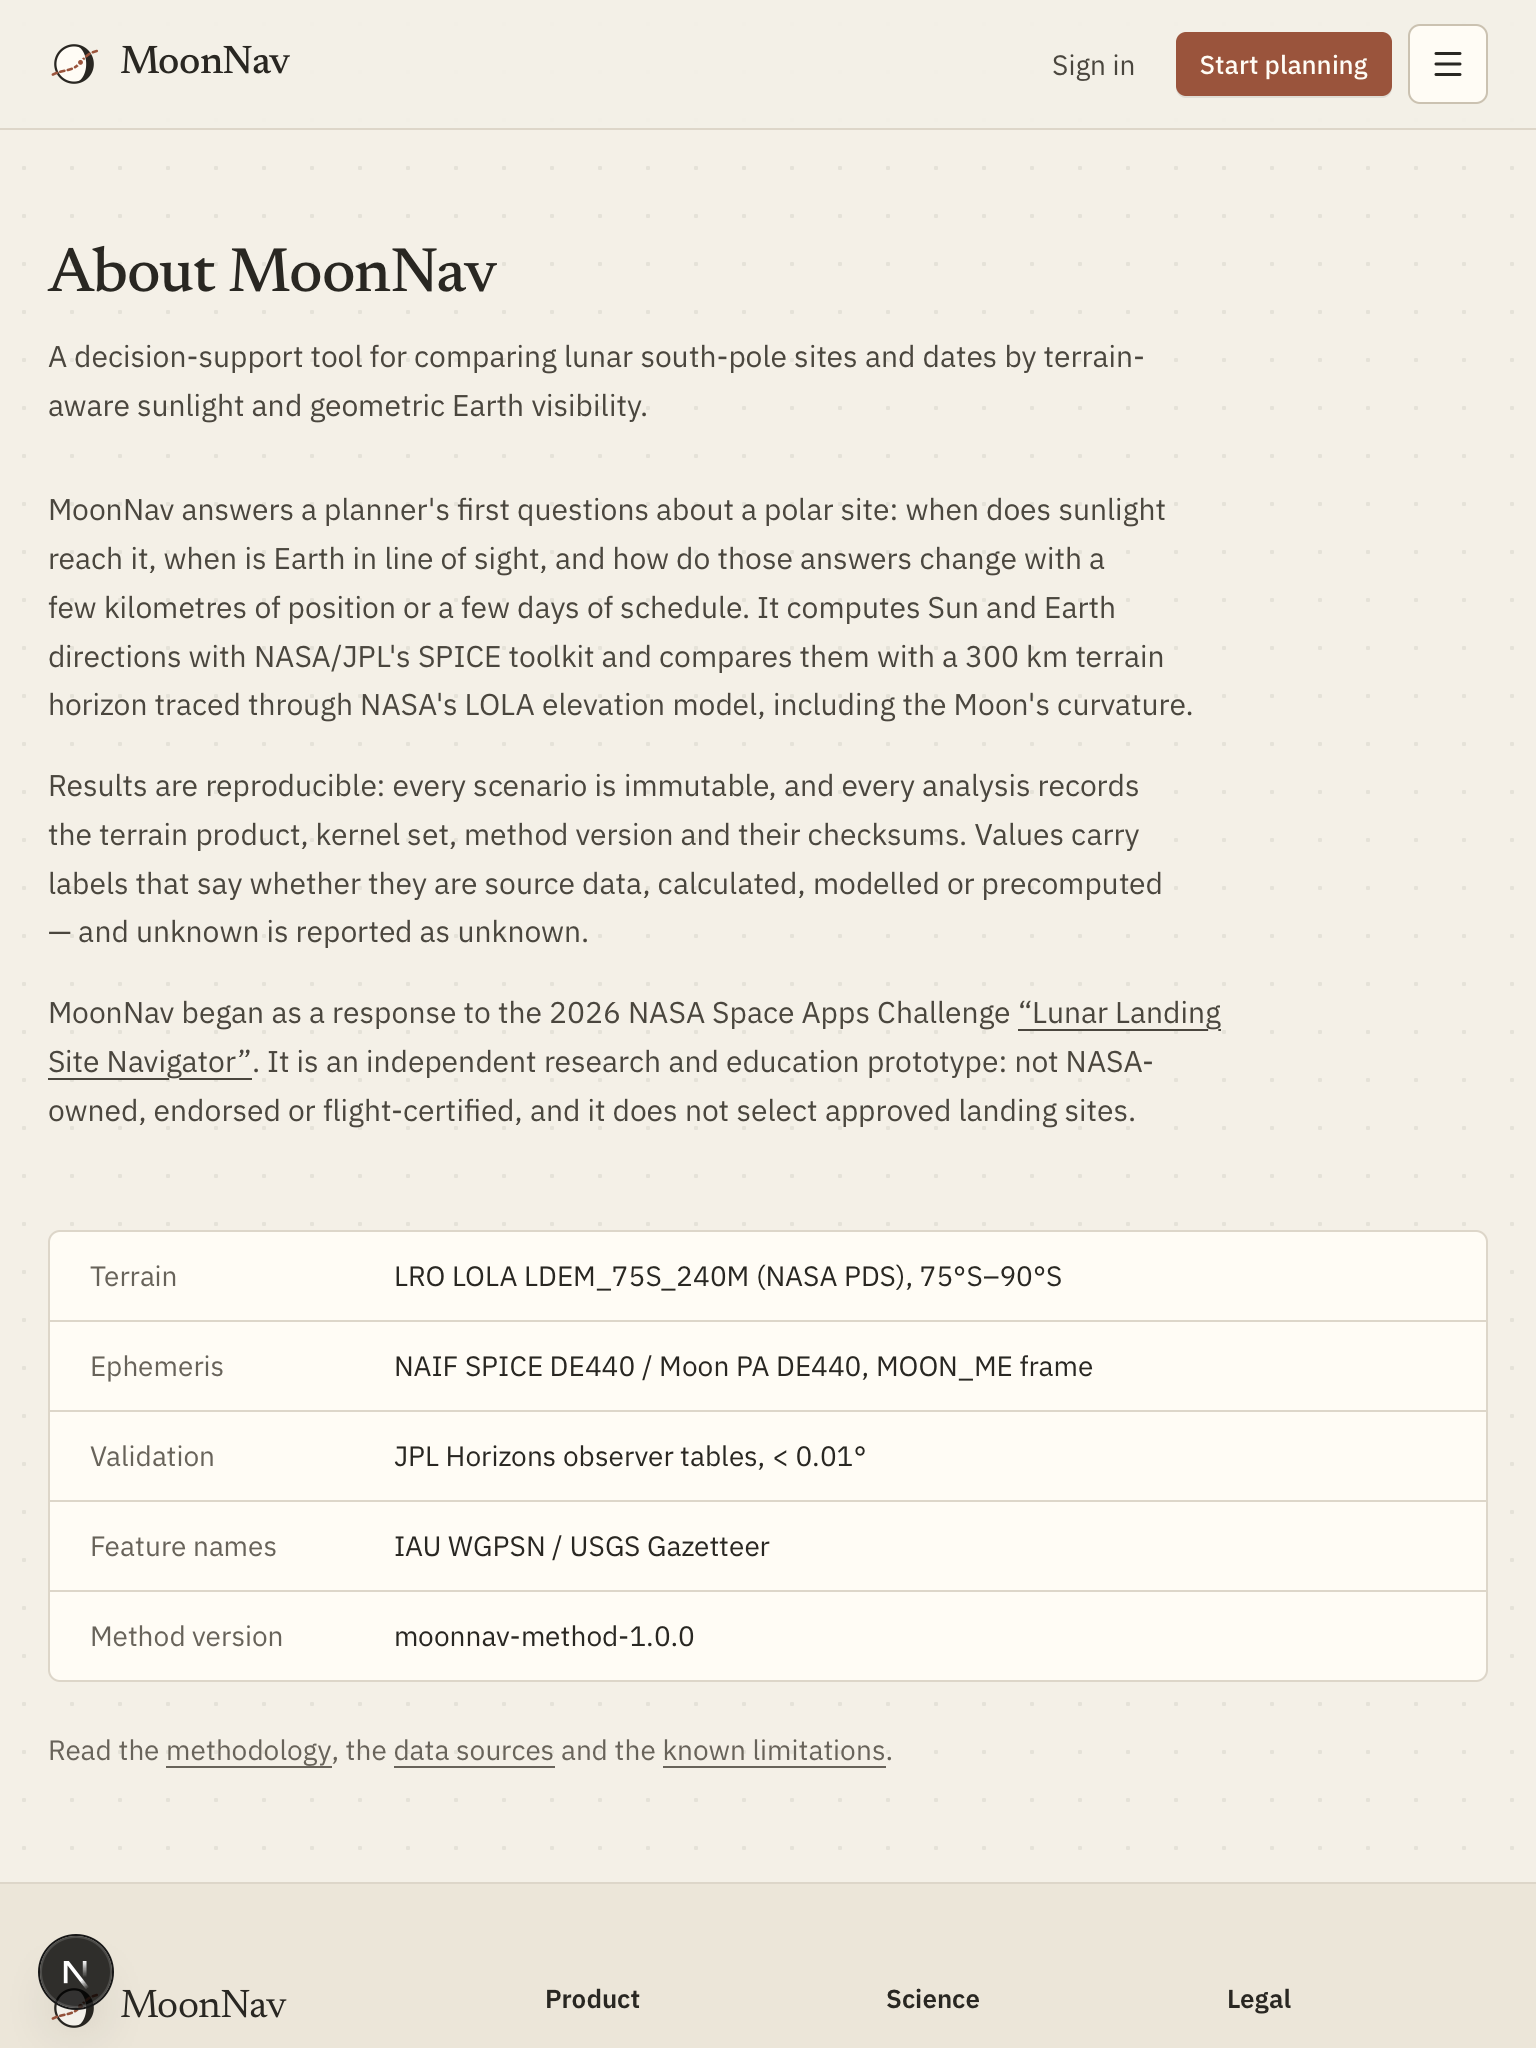 MoonNav
Sign in
Start planning
About MoonNav
A decision-support tool for comparing lunar south-pole sites and dates by terrain-
aware sunlight and geometric Earth visibility.
MoonNav answers a planner's first questions about a polar site: when does sunlight
reach it, when is Earth in line of sight, and how do those answers change with a
few kilometres of position or a few days of schedule. It computes Sun and Earth
directions with NASA/JPL's SPICE toolkit and compares them with a 300 km terrain
horizon traced through NASA's LOLA elevation model, including the Moon's curvature.
Results are reproducible: every scenario is immutable, and every analysis records
the terrain product, kernel set, method version and their checksums. Values carry
labels that say whether they are source data, calculated, modelled or precomputed
— and unknown is reported as unknown.
MoonNav began as a response to the 2026 NASA Space Apps Challenge “Lunar Landing
Site Navigator”. It is an independent research and education prototype: not NASA-
owned, endorsed or flight-certified, and it does not select approved landing sites.
Terrain LRO LOLA LDEM_75S_240M (NASA PDS), 75°S–90°S
Ephemeris NAIF SPICE DE440 / Moon PA DE440, MOON_ME frame
Validation JPL Horizons observer tables, < 0.01°
Feature names IAU WGPSN / USGS Gazetteer
Method version moonnav-method-1.0.0
Read the methodology, the data sources and the known limitations.
N
MoonNav
Product
Science
Legal